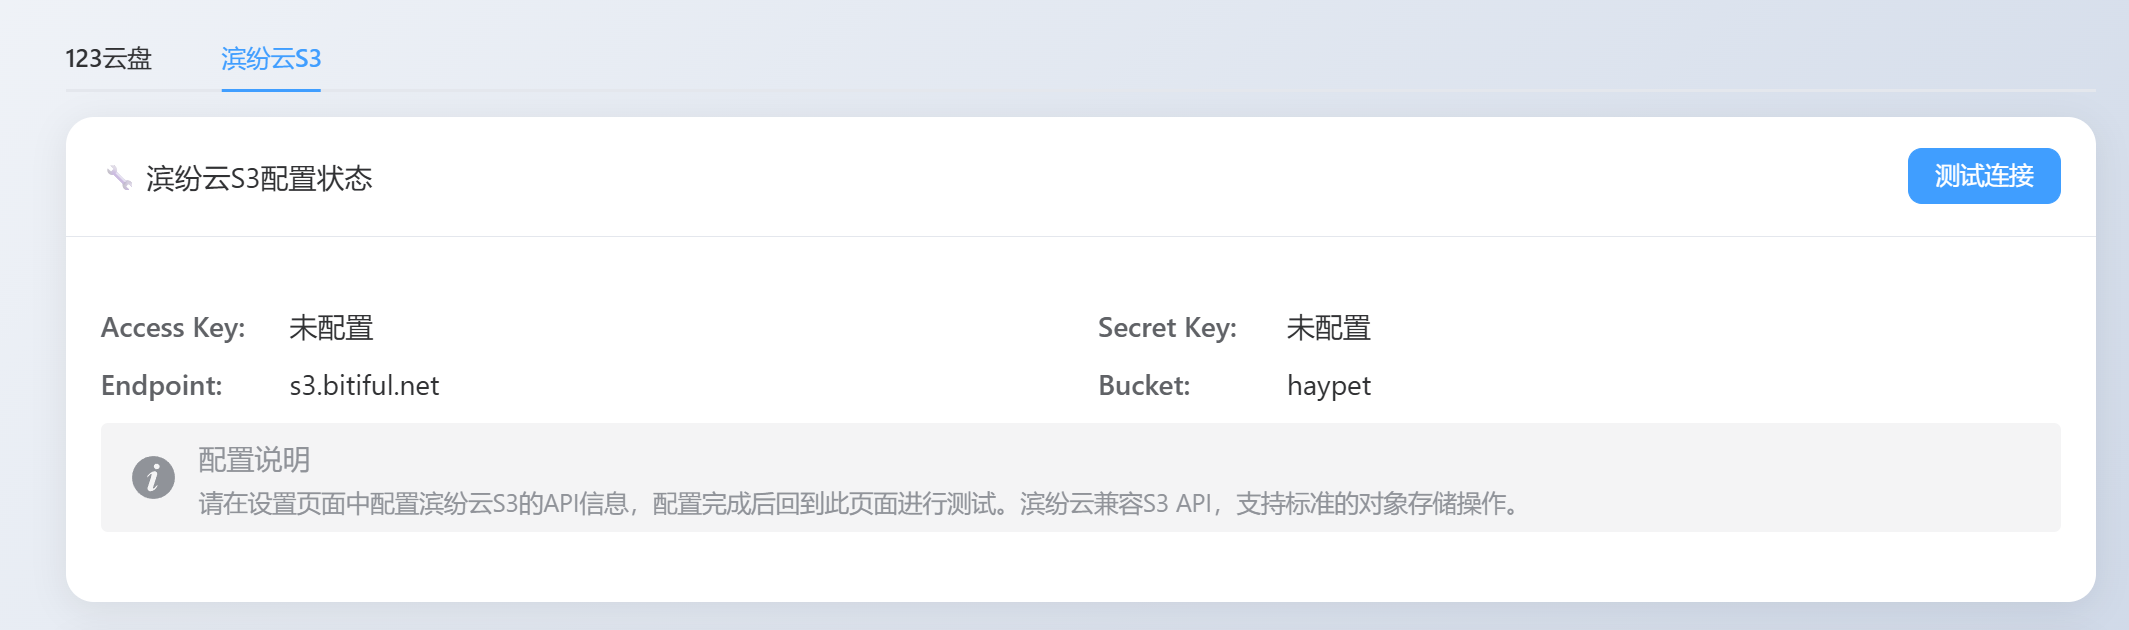 123云盘
滨纷云S3
滨纷云S3配置状态
测试连接
Access Key: 未配置
Secret Key: 未配置
Endpoint: s3.bitiful.net
Bucket: haypet
配置说明
请在设置页面中配置滨纷云S3的API信息，配置完成后回到此页面进行测试。滨纷云兼容S3 API，支持标准的对象存储操作。